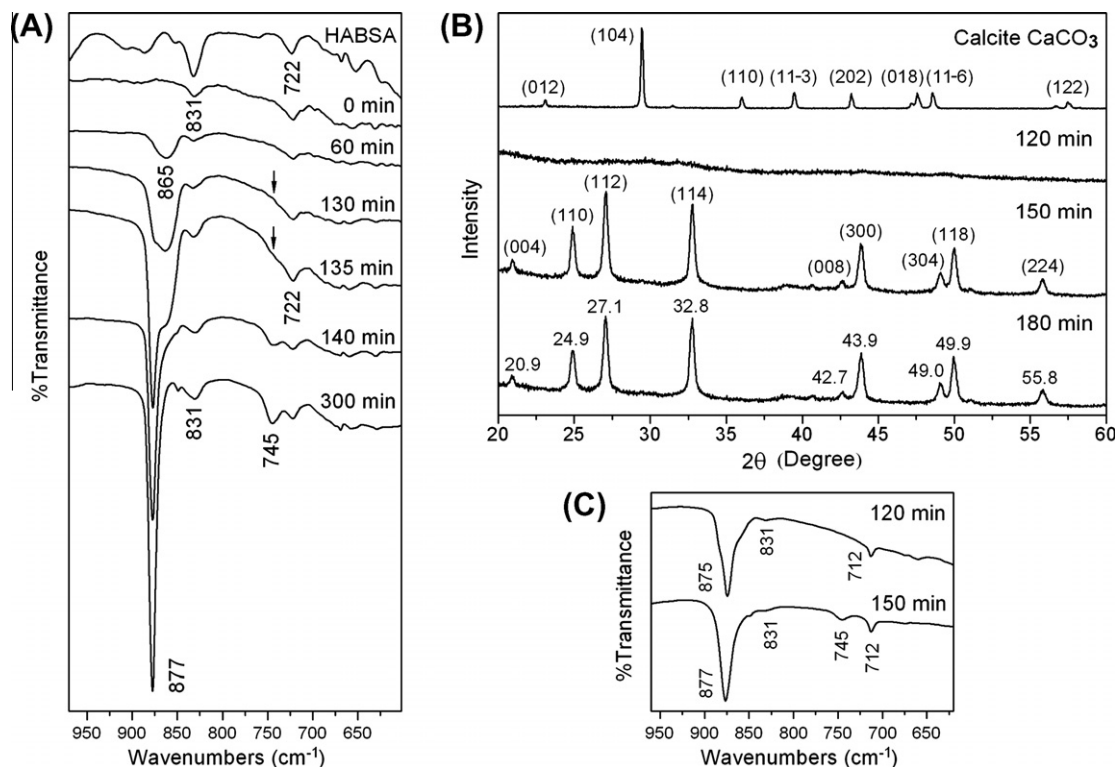 (A)
HABSA
722
0 min
831
60 min
865
130 min
135 min
722
140 min
300 min
831
745
877
%Transmittance
950 900 850 800 750 700 650
Wavenumbers (cm-1)
(B)
Calcite CaCO3
(104)
(012)
(110)
(11-3)
(202)
(018)
(11-6)
(122)
120 min
(112)
(114)
150 min
(110)
(300)
(118)
(004)
(008)
(304)
(224)
27.1
32.8
180 min
24.9
43.9
49.9
20.9
42.7
49.0
55.8
Intensity
20 25 30 35 40 45 50 55 60
2θ (Degree)
(C)
120 min
831
875
712
150 min
831
745
712
877
%Transmittance
950 900 850 800 750 700 650
Wavenumbers (cm-1)